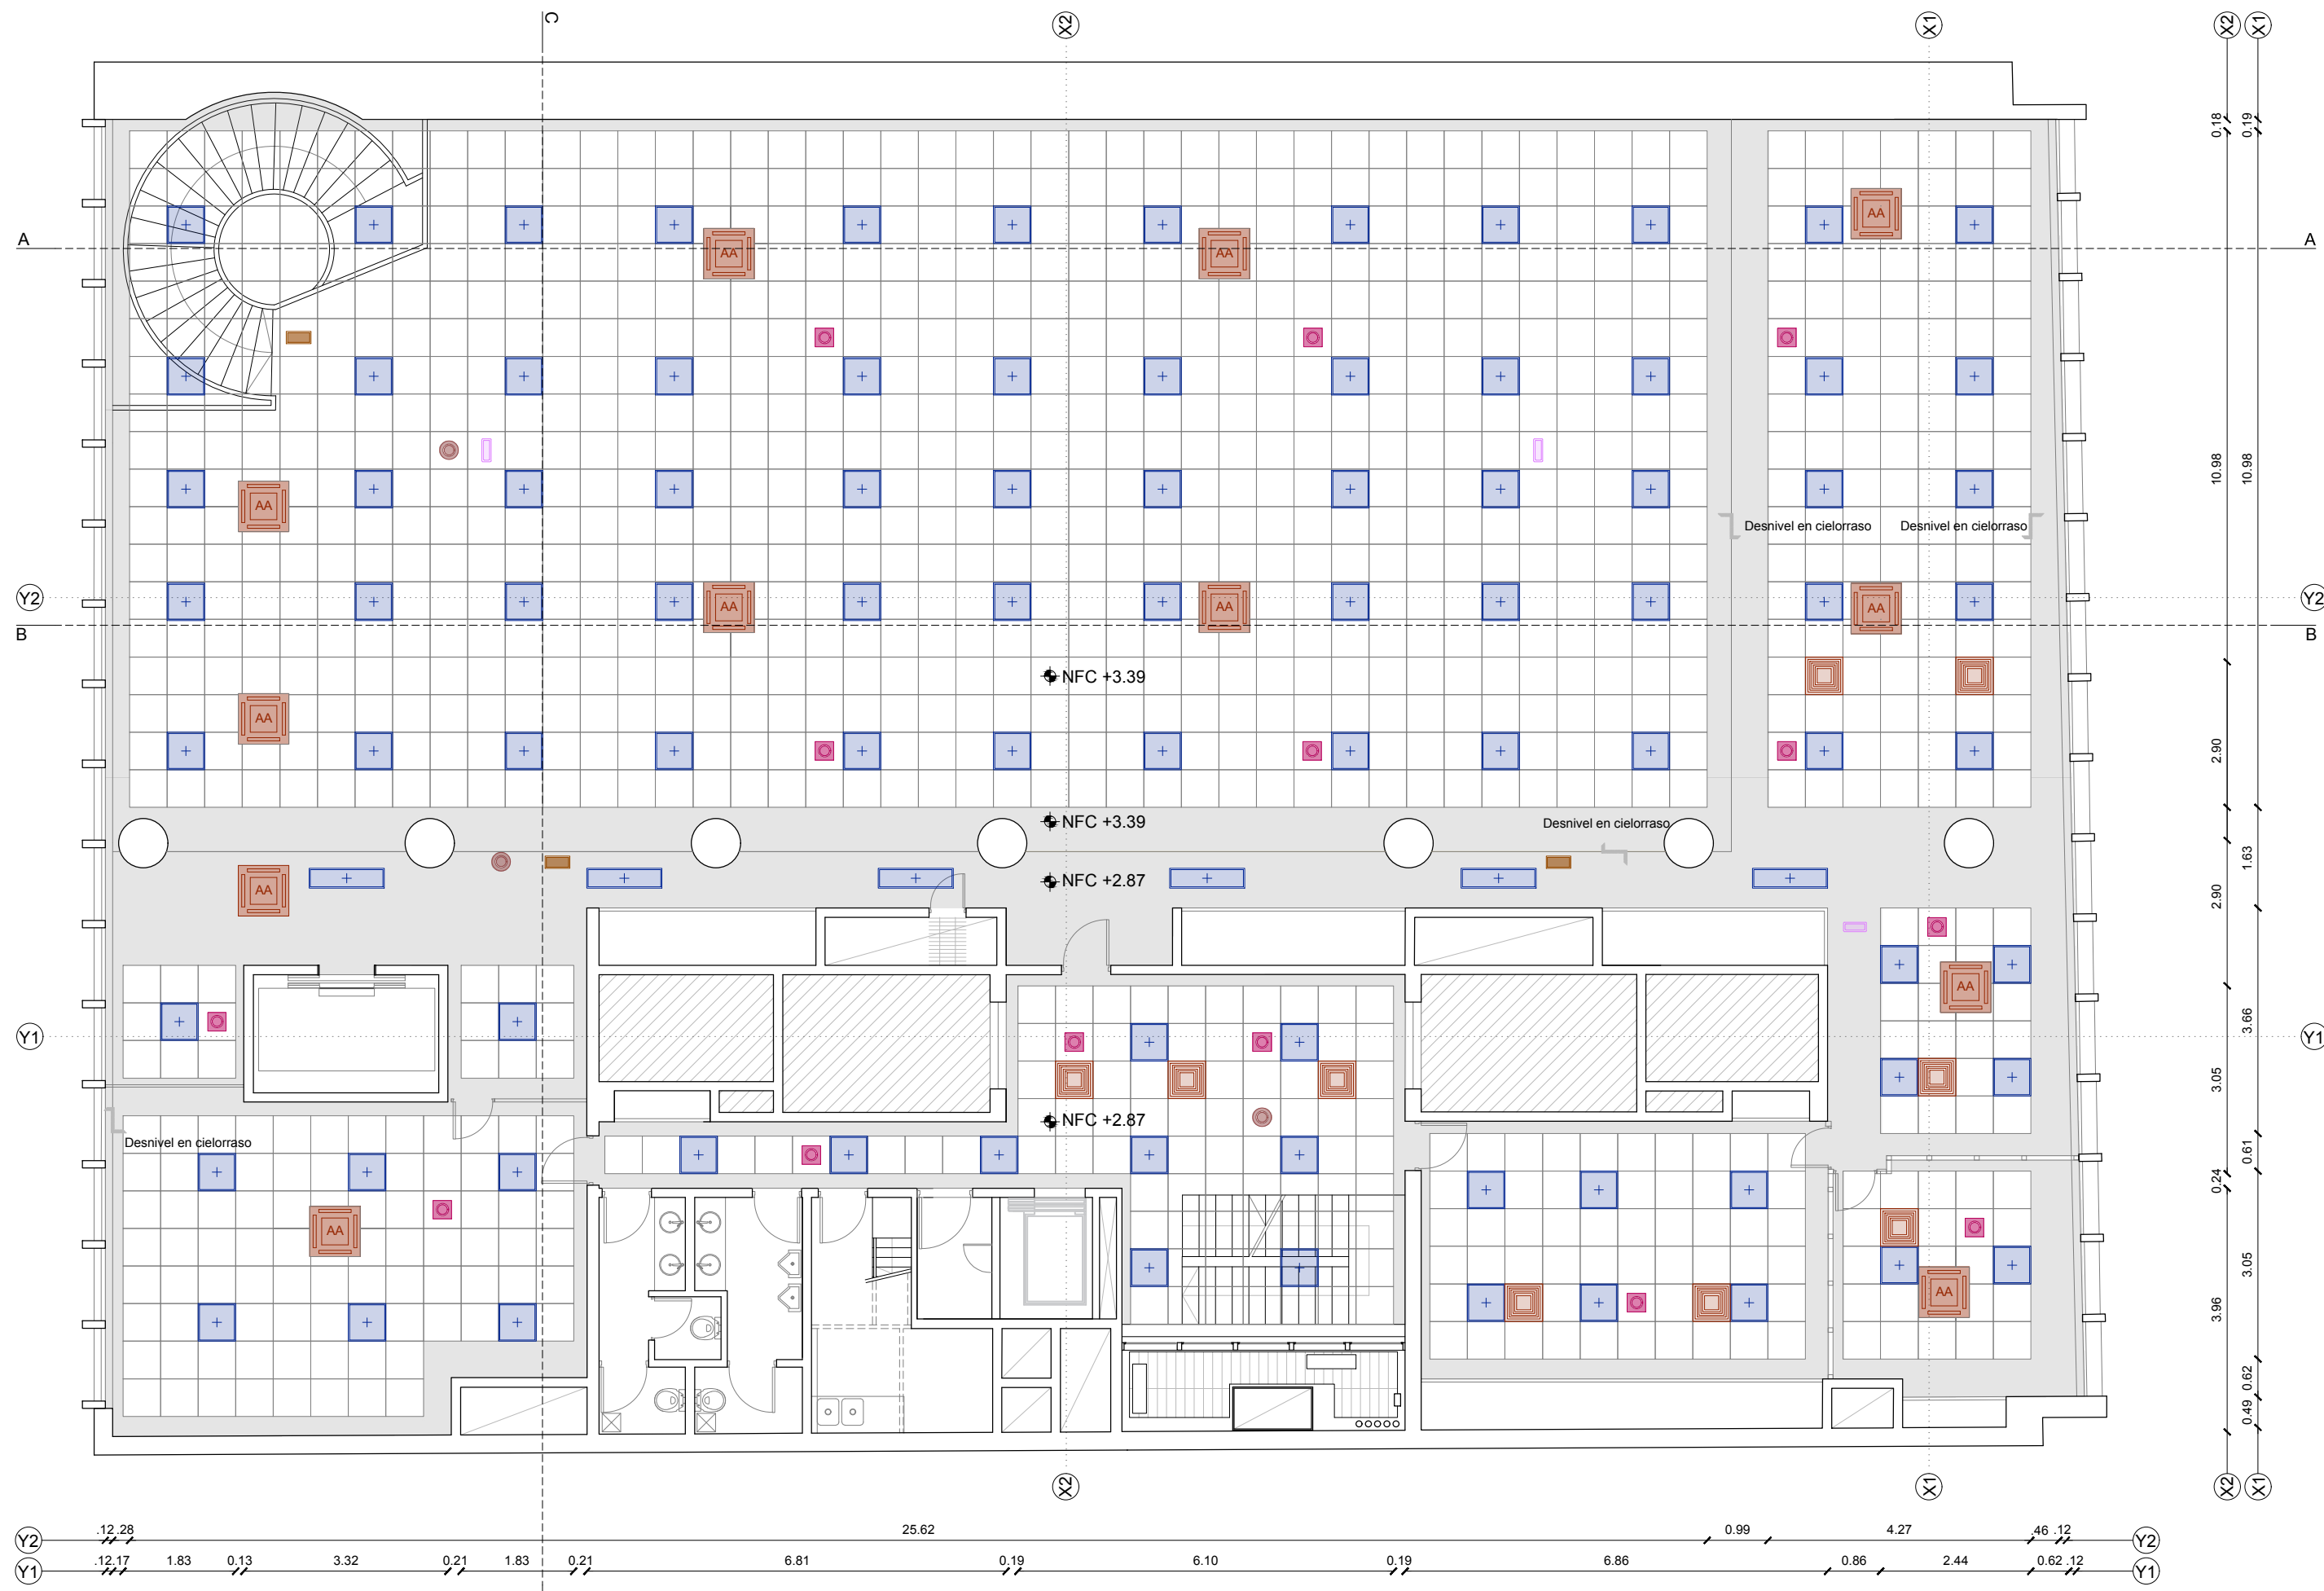 C
X2
X1
X2
X1
0.18
0.19
A
A
AA
AA
AA
10.98
10.98
AA
Desnivel en cielorraso
Desnivel en cielorraso
Y2
Y2
AA
AA
AA
B
B
NFC +3.39
AA
2.90
NFC +3.39
Desnivel en cielorraso
1.63
NFC +2.87
AA
2.90
AA
3.66
Y1
Y1
3.05
NFC +2.87
Desnivel en cielorraso
0.61
0.24
AA
3.05
AA
3.96
0.62
0.49
X2
X1
X2
X1
Y2
.12
.28
25.62
0.99
4.27
.46
.12
Y2
Y1
.12
.17
1.83
0.13
3.32
0.21
1.83
0.21
6.81
0.19
6.10
0.19
6.86
0.86
2.44
0.62
.12
Y1